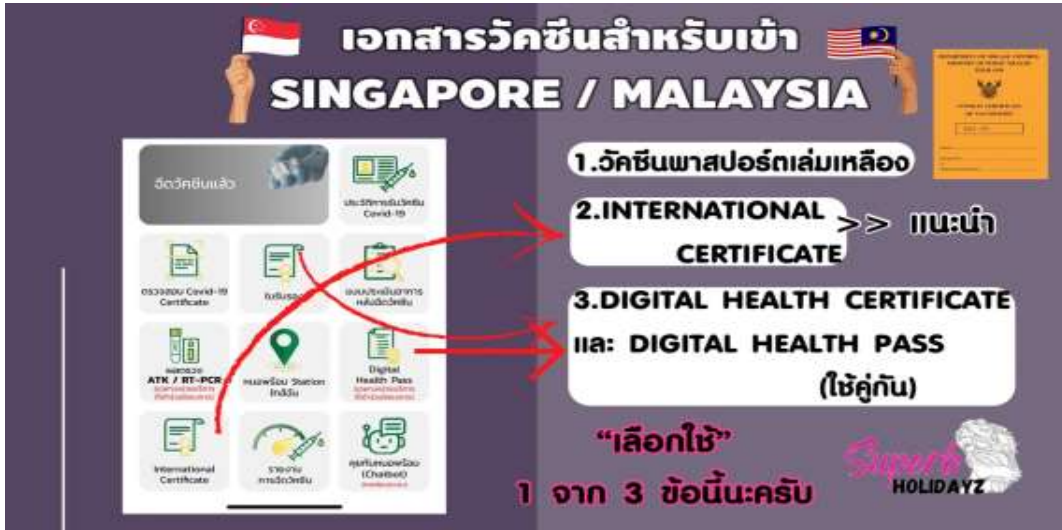 เอกสารวัคซีนสำหรับเข้า
SINGAPORE / MALAYSIA
ฉีดวัคซีนแล้ว
ประวัติการรับวัคซีน
Covid-19
ตรวจสอบ Covid-19
Certificate
ใบรับรอง
แบบประเมินอาการ
หลังฉีดวัคซีน
ผลตรวจ
ATK / RT-PCR
หมอพร้อม Station
ใกล้ฉัน
Digital
Health Pass
International
Certificate
รายงาน
การฉีดวัคซีน
คุยกับหมอพร้อม
(Chatbot)
1.วัคซีนพาสปอร์ตเล่มเหลือง
2.INTERNATIONAL
CERTIFICATE
>> แนะนำ
3.DIGITAL HEALTH CERTIFICATE
และ DIGITAL HEALTH PASS
(ใช้คู่กัน)
“เลือกใช้”
1 จาก 3 ข้อนี้นะครับ
Superb
HOLIDAYZ